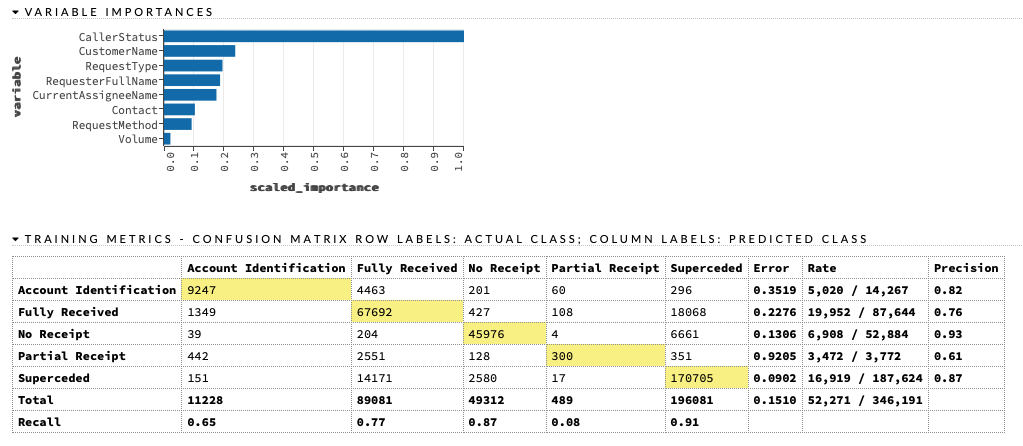 VARIABLE IMPORTANCES
variable
CallerStatus
CustomerName
RequestType
RequesterFullName
CurrentAssigneeName
Contact
RequestMethod
Volume
0.0 0.1 0.2 0.3 0.4 0.5 0.6 0.7 0.8 0.9 1.0
scaled_importance
TRAINING METRICS - CONFUSION MATRIX ROW LABELS: ACTUAL CLASS; COLUMN LABELS: PREDICTED CLASS
Account Identification Fully Received No Receipt Partial Receipt Superceded Error Rate Precision
Account Identification 9247 4463 201 60 296 0.3519 5,020 / 14,267 0.82
Fully Received 1349 67692 427 108 18068 0.2276 19,952 / 87,644 0.76
No Receipt 39 204 45976 4 6661 0.1306 6,908 / 52,884 0.93
Partial Receipt 442 2551 128 300 351 0.9205 3,472 / 3,772 0.61
Superceded 151 14171 2580 17 170705 0.0902 16,919 / 187,624 0.87
Total 11228 89081 49312 489 196081 0.1510 52,271 / 346,191
Recall 0.65 0.77 0.87 0.08 0.91